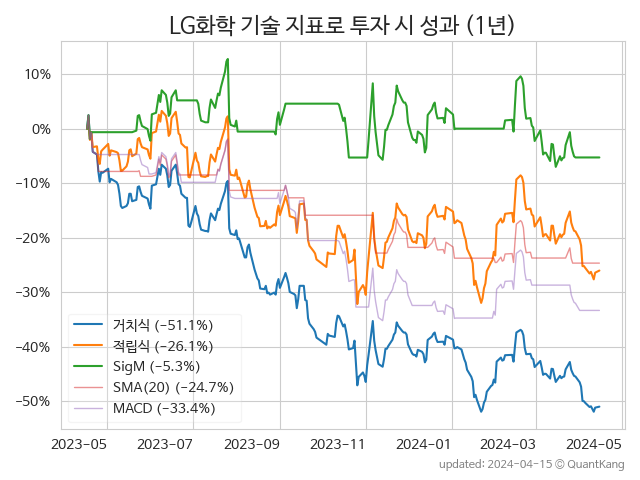 LG화학 기술 지표로 투자 시 성과 (1년)
10%
0%
−10%
−20%
−30%
−40%
−50%
거치식 (−51.1%)
적립식 (−26.1%)
SigM (−5.3%)
SMA(20) (−24.7%)
MACD (−33.4%)
2023-05 2023-07 2023-09 2023-11 2024-01 2024-03 2024-05
updated: 2024-04-15 © QuantKang